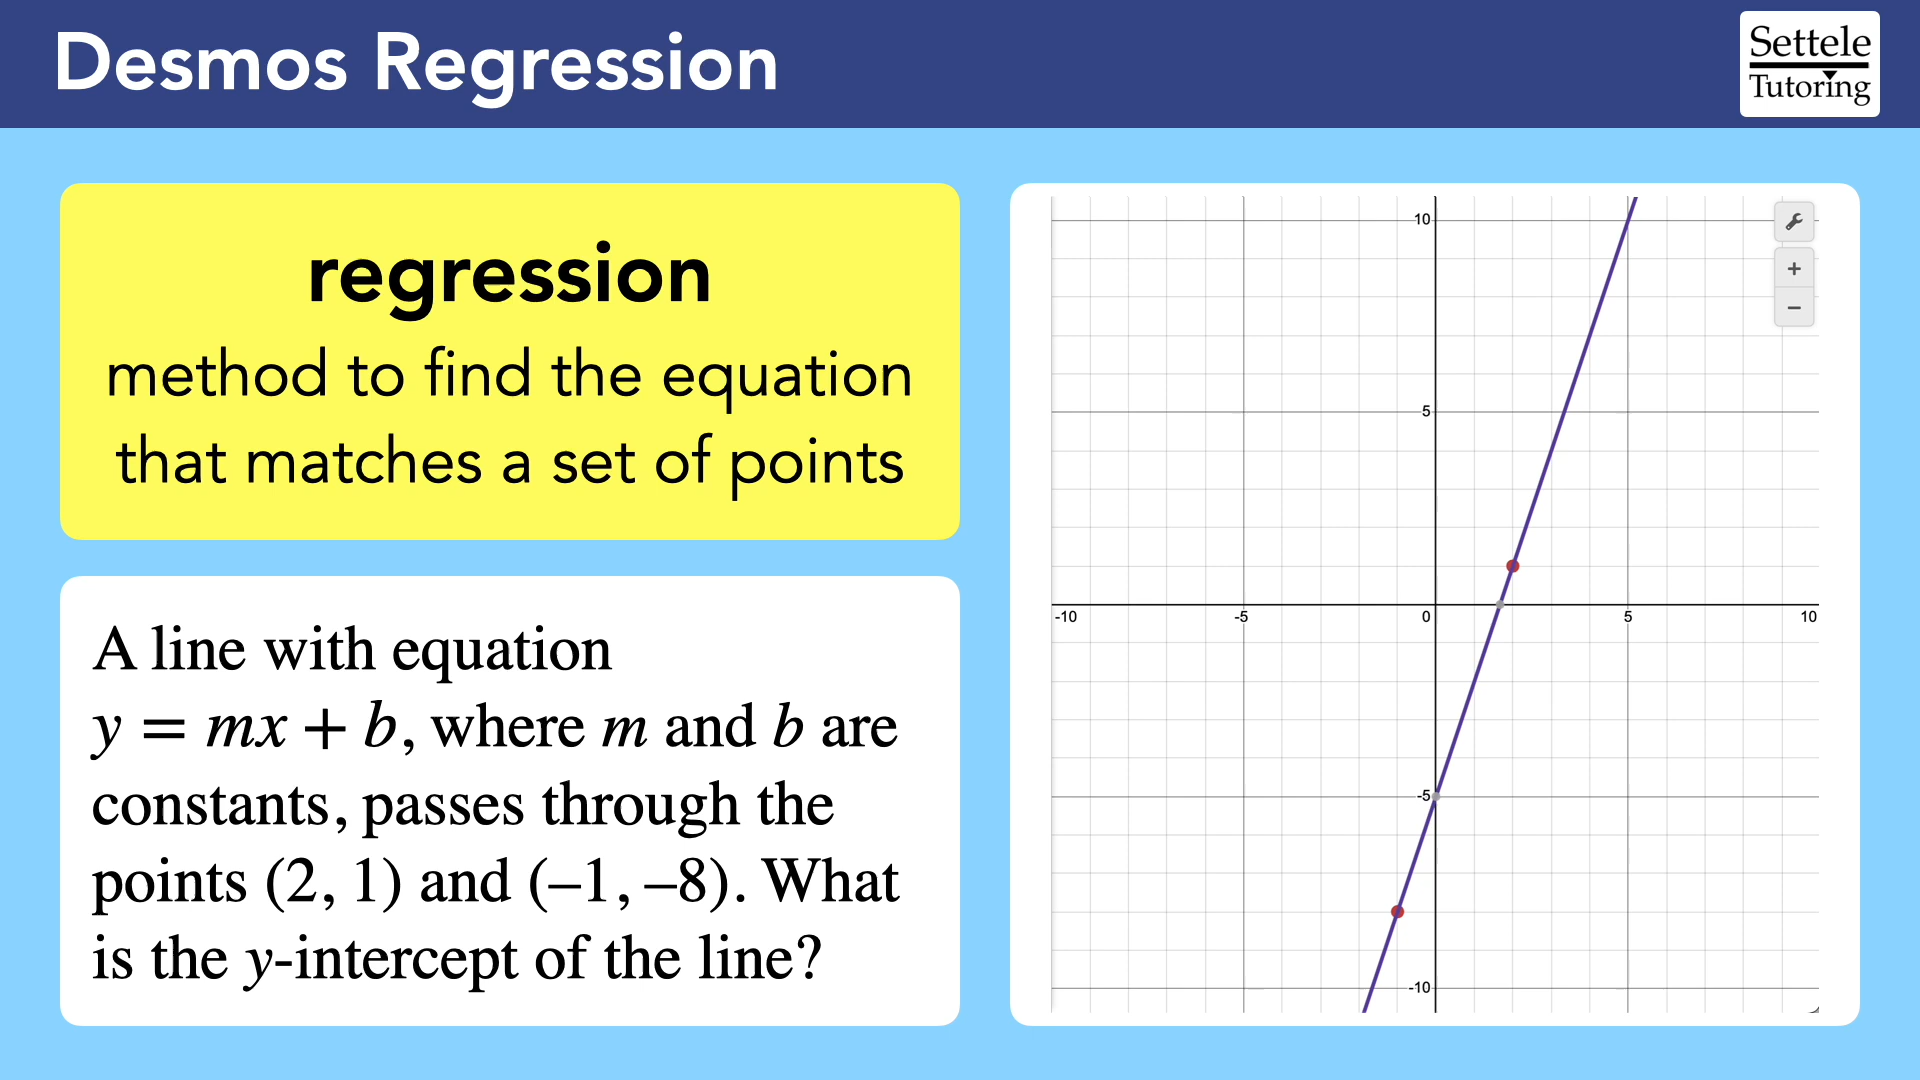 Desmos Regression
Settele
Tutoring
regression
method to find the equation
that matches a set of points
A line with equation
y = mx + b, where m and b are
constants, passes through the
points (2, 1) and (–1, –8). What
is the y-intercept of the line?
10
+
5
−
-10 -5 0 5 10
-5
-10